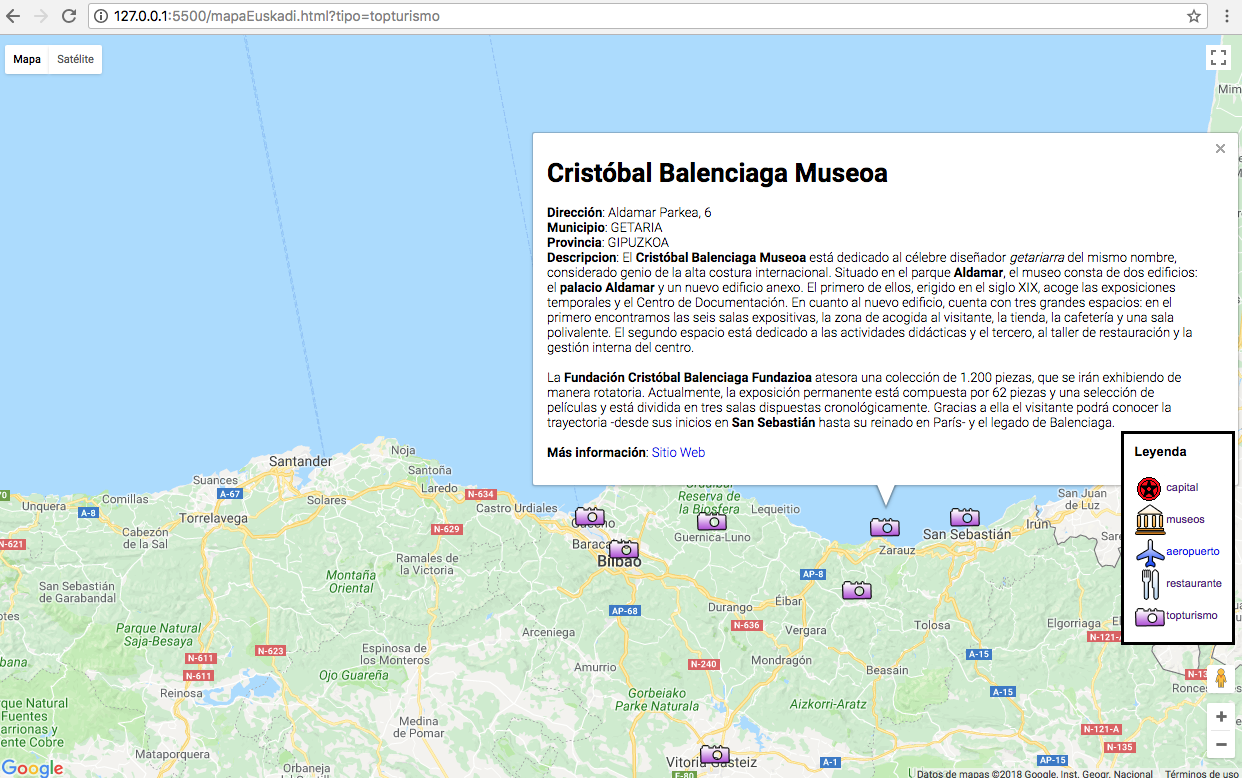 127.0.0.1:5500/mapaEuskadi.html?tipo=topturismo
Mapa
Satélite
Mim
Cristóbal Balenciaga Museoa
Dirección: Aldamar Parkea, 6
Municipio: GETARIA
Provincia: GIPUZKOA
Descripcion: El Cristóbal Balenciaga Museoa está dedicado al célebre diseñador getariarra del mismo nombre,
considerado genio de la alta costura internacional. Situado en el parque Aldamar, el museo consta de dos edificios:
el palacio Aldamar y un nuevo edificio anexo. El primero de ellos, erigido en el siglo XIX, acoge las exposiciones
temporales y el Centro de Documentación. En cuanto al nuevo edificio, cuenta con tres grandes espacios: en el
primero encontramos las seis salas expositivas, la zona de acogida al visitante, la tienda, la cafetería y una sala
polivalente. El segundo espacio está dedicado a las actividades didácticas y el tercero, al taller de restauración y la
gestión interna del centro.
La Fundación Cristóbal Balenciaga Fundazioa atesora una colección de 1.200 piezas, que se irán exhibiendo de
manera rotatoria. Actualmente, la exposición permanente está compuesta por 62 piezas y una selección de
películas y está dividida en tres salas dispuestas cronológicamente. Gracias a ella el visitante podrá conocer la
trayectoria -desde sus inicios en San Sebastián hasta su reinado en París- y el legado de Balenciaga.
Más información: Sitio Web
Leyenda
capital
museos
aeropuerto
restaurante
topturismo
Noja
Santander
Santoña
Suances
Laredo
N-634
Comillas
A-67
Solares
Castro Urdiales
Unquera
A-8
Torrelavega
Reserva de
la Biosfera
Lequeitio
San Juan
de Luz
Irún
Cabezón
de la Sal
N-629
N-621
Guernica-Luno
San Sebastián
Zarauz
Bilbao
Ramales de
la Victoria
Montaña
Oriental
San Sebastián
de Garabandal
AP-8
AP-68
Durango
Éibar
Parque Natural
Saja-Besaya
Arceniega
N-636
Vergara
Tolosa
Elgorriaga
N-121-A
N-623
N-611
Espinosa de
los Monteros
Ojo Guareña
Amurrio
N-240
Mondragón
Beasain
A-15
N-611
Reinosa
Gorbeiako
Parke Naturala
Aizkorri-Aratz
A-15
Medina
de Pomar
N-121-A
N-135
Mataporquera
Orbaneja
Vitoria-Gasteiz
A-1
AP-15
E-80
Google
Datos de mapas ©2018 Google, Inst. Geogr. Nacional
Términos de uso